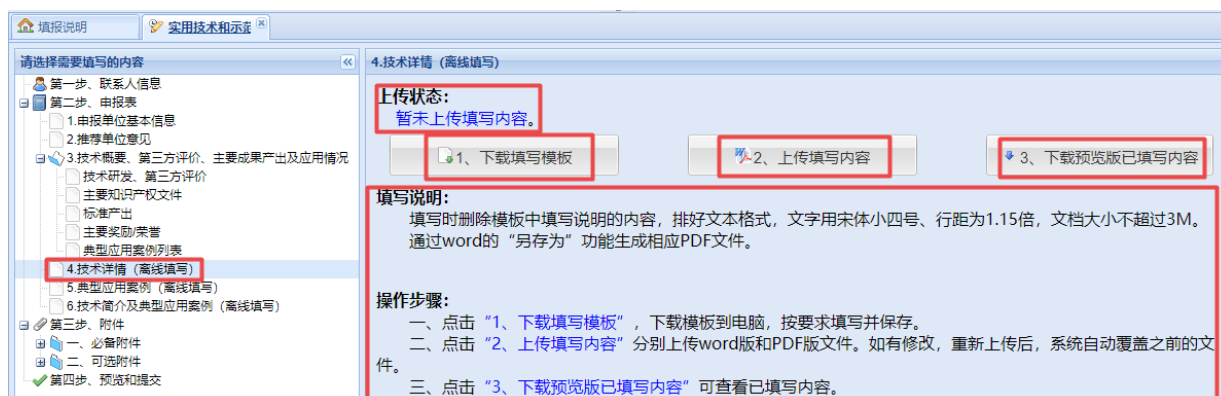 填报说明
实用技术和示范
请选择需要填写的内容
第一步、联系人信息
第二步、申报表
1.申报单位基本信息
2.推荐单位意见
3.技术概要、第三方评价、主要成果产出及应用情况
技术研发、第三方评价
主要知识产权文件
标准产出
主要奖励/荣誉
典型应用案例列表
4.技术详情（离线填写）
5.典型应用案例（离线填写）
6.技术简介及典型应用案例（离线填写）
第三步、附件
一、必备附件
二、可选附件
第四步、预览和提交
4.技术详情（离线填写）
上传状态：
暂未上传填写内容。
1、下载填写模板
2、上传填写内容
3、下载预览版已填写内容
填写说明：
填写时删除模板中填写说明的内容，排好文本格式，文字用宋体小四号、行距为1.15倍，文档大小不超过3M。
通过word的“另存为”功能生成相应PDF文件。
操作步骤：
一、点击“1、下载填写模板”，下载模板到电脑，按要求填写并保存。
二、点击“2、上传填写内容”分别上传word版和PDF版文件。如有修改，重新上传后，系统自动覆盖之前的文
件。
三、点击“3、下载预览版已填写内容”可查看已填写内容。